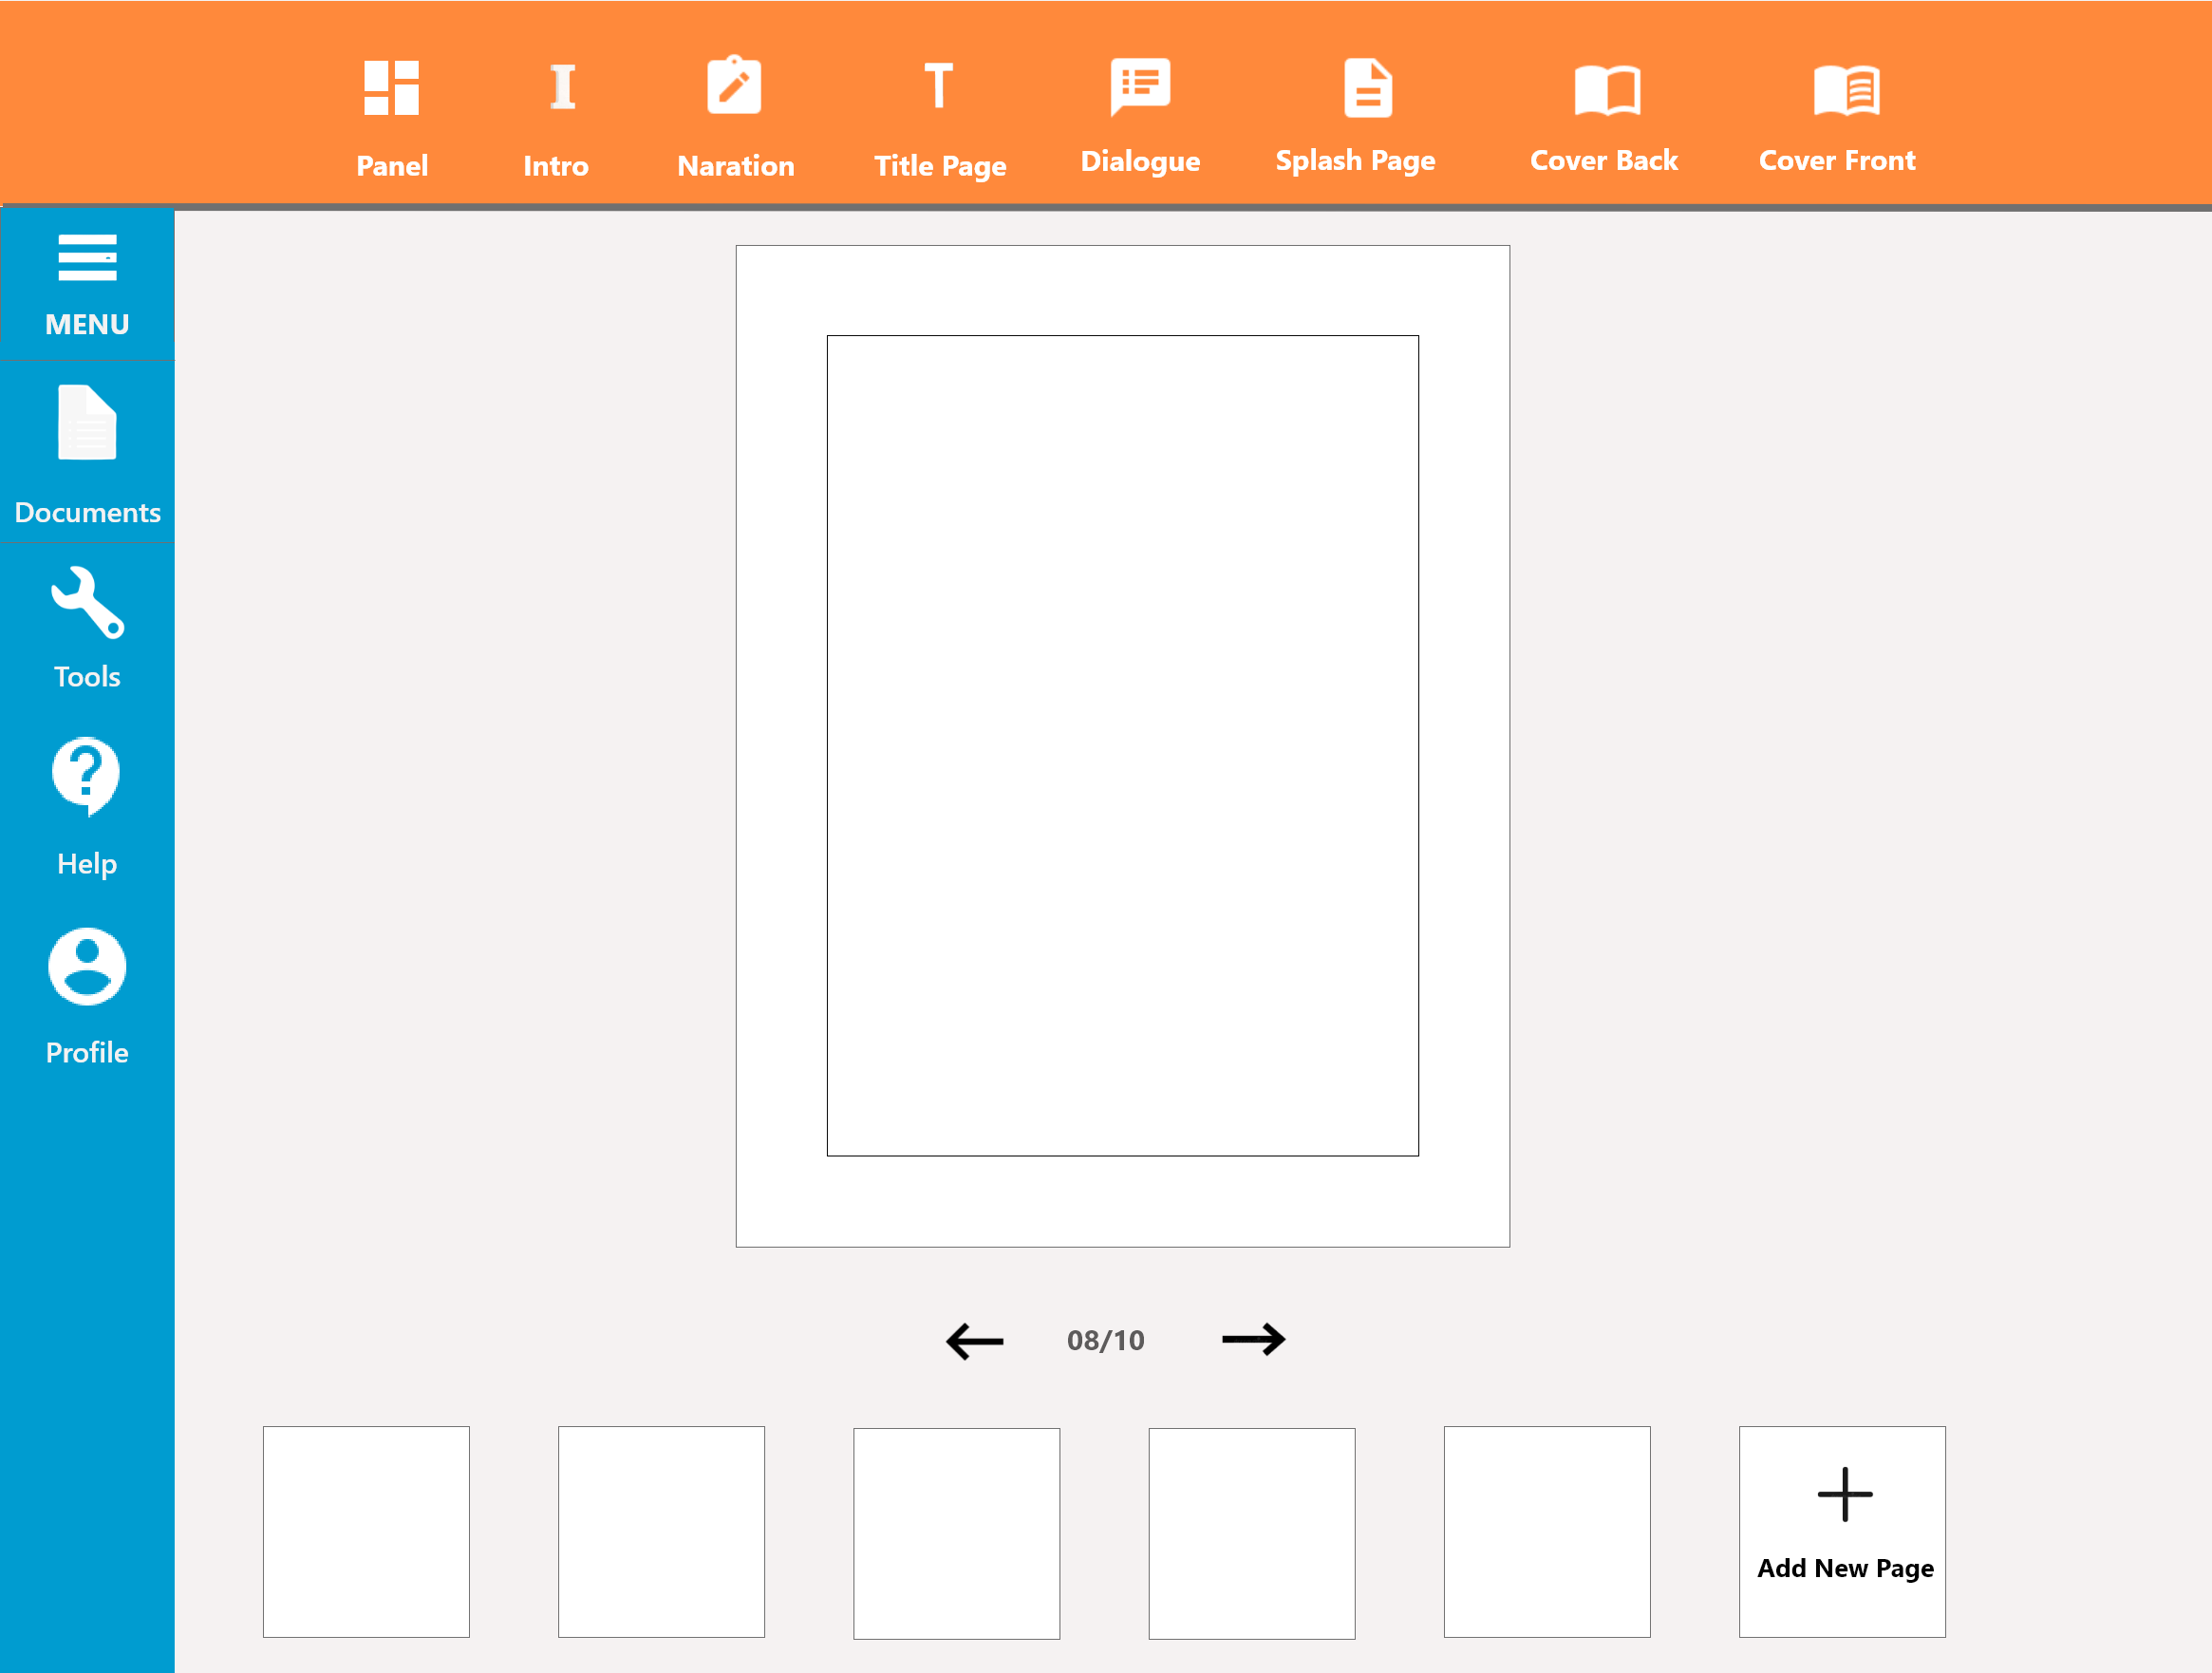 Panel
Intro
Naration
Title Page
Dialogue
Splash Page
Cover Back
Cover Front
MENU
Documents
Tools
Help
Profile
08/10
Add New Page